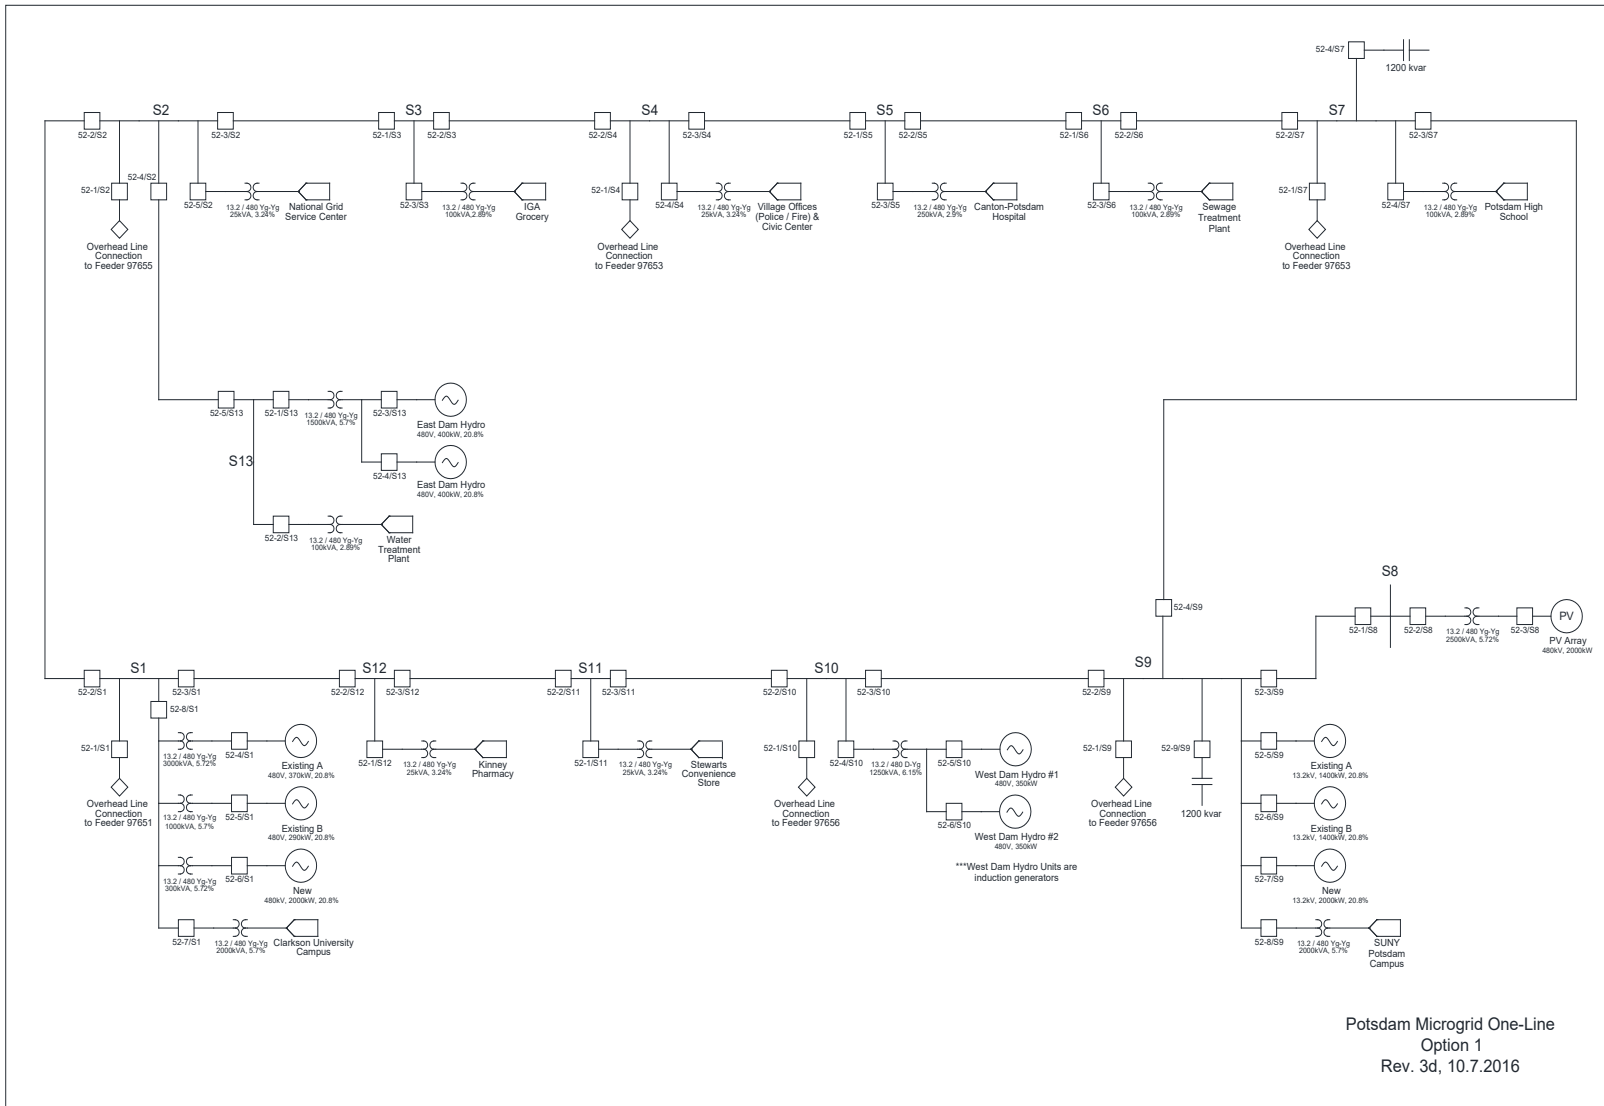 52-4/S7
1200 kvar
S2
S3
S4
S5
S6
S7
52-2/S2
52-3/S2
52-1/S3
52-2/S3
52-2/S4
52-3/S4
52-1/S5
52-2/S5
52-1/S6
52-2/S6
52-2/S7
52-3/S7
52-1/S2
52-4/S2
52-5/S2
13.2 / 480 Yg-Yg
25kVA, 3.24%
National Grid
Service Center
52-3/S3
13.2 / 480 Yg-Yg
100kVA,2.89%
IGA
Grocery
52-1/S4
52-4/S4
13.2 / 480 Yg-Yg
25kVA, 3.24%
Village Offices
(Police / Fire) &
Civic Center
52-3/S5
13.2 / 480 Yg-Yg
250kVA, 2.9%
Canton-Potsdam
Hospital
52-3/S6
13.2 / 480 Yg-Yg
100kVA, 2.89%
Sewage
Treatment
Plant
52-1/S7
52-4/S7
13.2 / 480 Yg-Yg
100kVA, 2.89%
Potsdam High
School
Overhead Line
Connection
to Feeder 97655
Overhead Line
Connection
to Feeder 97653
Overhead Line
Connection
to Feeder 97653
52-5/S13
52-1/S13
13.2 / 480 Yg-Yg
1500kVA, 5.7%
52-3/S13
East Dam Hydro
480V, 400kW, 20.8%
S13
52-4/S13
East Dam Hydro
480V, 400kW, 20.8%
52-2/S13
13.2 / 480 Yg-Yg
100kVA, 2.89%
Water
Treatment
Plant
52-4/S9
S8
52-1/S8
52-2/S8
13.2 / 480 Yg-Yg
2500kVA, 5.72%
52-3/S8
PV
PV Array
480kV, 2000kW
S1
S12
S11
S10
S9
52-2/S1
52-3/S1
52-2/S12
52-3/S12
52-2/S11
52-3/S11
52-2/S10
52-3/S10
52-2/S9
52-3/S9
52-8/S1
52-1/S1
13.2 / 480 Yg-Yg
3000kVA, 5.72%
52-4/S1
Existing A
480V, 370kW, 20.8%
52-1/S12
13.2 / 480 Yg-Yg
25kVA, 3.24%
Kinney
Pharmacy
52-1/S11
13.2 / 480 Yg-Yg
25kVA, 3.24%
Stewarts
Convenience
Store
52-1/S10
52-4/S10
13.2 / 480 D-Yg
1250kVA, 6.15%
52-5/S10
West Dam Hydro #1
480V, 350kW
52-1/S9
52-9/S9
52-5/S9
Existing A
13.2kV, 1400kW, 20.8%
Overhead Line
Connection
to Feeder 97651
13.2 / 480 Yg-Yg
1000kVA, 5.7%
52-5/S1
Existing B
480V, 290kW, 20.8%
Overhead Line
Connection
to Feeder 97656
52-6/S10
West Dam Hydro #2
480V, 350kW
Overhead Line
Connection
to Feeder 97656
1200 kvar
52-6/S9
Existing B
13.2kV, 1400kW, 20.8%
13.2 / 480 Yg-Yg
300kVA, 5.72%
52-6/S1
New
480kV, 2000kW, 20.8%
***West Dam Hydro Units are
induction generators
52-7/S9
New
13.2kV, 2000kW, 20.8%
52-7/S1
13.2 / 480 Yg-Yg
2000kVA, 5.7%
Clarkson University
Campus
52-8/S9
13.2 / 480 Yg-Yg
2000kVA, 5.7%
SUNY
Potsdam
Campus
Potsdam Microgrid One-Line
Option 1
Rev. 3d, 10.7.2016